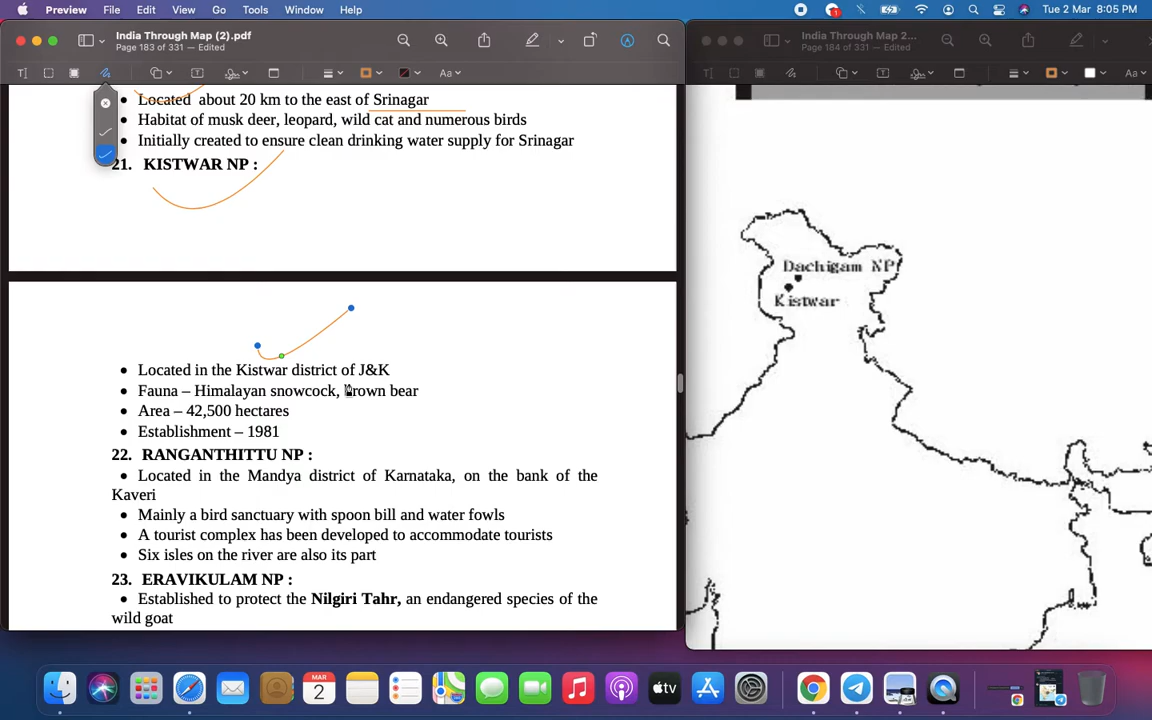 Preview File Edit View Go Tools Window Help Tue 2 Mar 8:05 PM
India Through Map (2).pdf
Page 183 of 331 — Edited
India Through Map 2...
Page 184 of 331 — Edited
Located about 20 km to the east of Srinagar
Habitat of musk deer, leopard, wild cat and numerous birds
Initially created to ensure clean drinking water supply for Srinagar
21. KISTWAR NP :
Located in the Kistwar district of J&K
Fauna – Himalayan snowcock, Brown bear
Area – 42,500 hectares
Establishment – 1981
22. RANGANTHITTU NP :
Located in the Mandya district of Karnataka, on the bank of the
Kaveri
Mainly a bird sanctuary with spoon bill and water fowls
A tourist complex has been developed to accommodate tourists
Six isles on the river are also its part
23. ERAVIKULAM NP :
Established to protect the Nilgiri Tahr, an endangered species of the
wild goat
Dachigam NP
Kistwar
MAR
2
tv